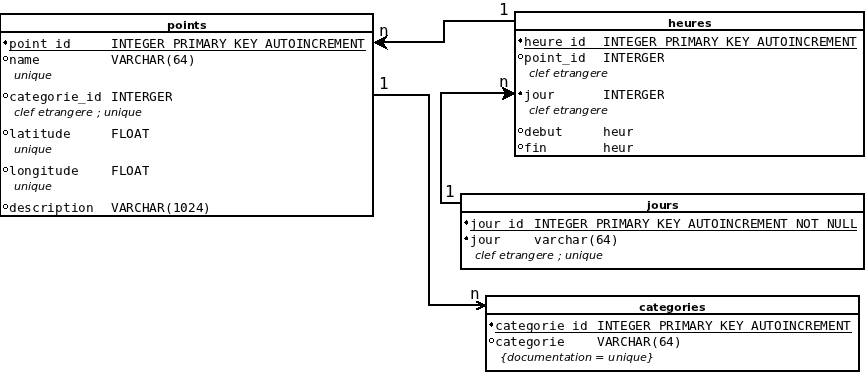 points
point_id INTEGER PRIMARY KEY AUTOINCREMENT
name VARCHAR(64)
unique
categorie_id INTERGER
clef etrangere ; unique
latitude FLOAT
unique
longitude FLOAT
unique
description VARCHAR(1024)
n
1
1
heures
heure_id INTEGER PRIMARY KEY AUTOINCREMENT
point_id INTERGER
clef etrangere
jour INTERGER
clef etrangere
debut heur
fin heur
n
1
jours
jour_id INTEGER PRIMARY KEY AUTOINCREMENT NOT NULL
jour varchar(64)
clef etrangere ; unique
n
categories
categorie_id INTEGER PRIMARY KEY AUTOINCREMENT
categorie VARCHAR(64)
{documentation = unique}